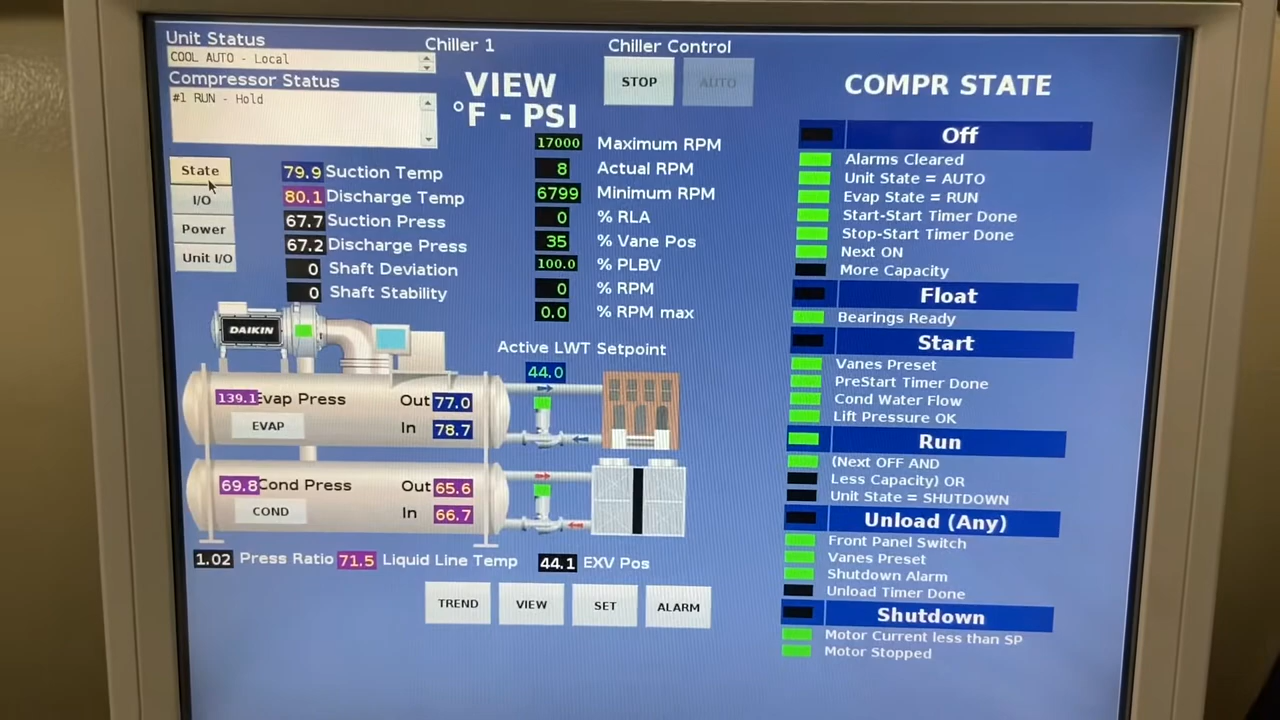 Unit Status
COOL AUTO - Local
Compressor Status
#1 RUN - Hold
Chiller 1
VIEW
°F - PSI
Chiller Control
STOP
AUTO
State
I/O
Power
Unit I/O
79.9 Suction Temp
80.1 Discharge Temp
67.7 Suction Press
67.2 Discharge Press
0 Shaft Deviation
0 Shaft Stability
17000 Maximum RPM
8 Actual RPM
6799 Minimum RPM
0 % RLA
35 % Vane Pos
100.0 % PLBV
0 % RPM
0.0 % RPM max
Active LWT Setpoint
44.0
DAIKIN
139.1 Evap Press
Out 77.0
EVAP
In 78.7
69.8 Cond Press
Out 65.6
COND
In 66.7
1.02 Press Ratio 71.5 Liquid Line Temp 44.1 EXV Pos
TREND
VIEW
SET
ALARM
COMPR STATE
Off
Alarms Cleared
Unit State = AUTO
Evap State = RUN
Start-Start Timer Done
Stop-Start Timer Done
Next ON
More Capacity
Float
Bearings Ready
Start
Vanes Preset
PreStart Timer Done
Cond Water Flow
Lift Pressure OK
Run
(Next OFF AND
Less Capacity) OR
Unit State = SHUTDOWN
Unload (Any)
Front Panel Switch
Vanes Preset
Shutdown Alarm
Unload Timer Done
Shutdown
Motor Current less than SP
Motor Stopped